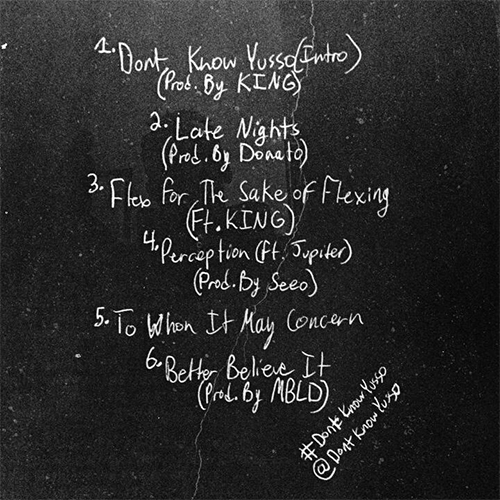 1. Dont Know Yusso (Intro)
(Prod. By KING)
2. Late Nights
(Prod. By Donato)
3. Flex for The Sake of Flexing
(Ft. KING)
4. Perception (ft. Jupiter)
(Prod. By Seeo)
5. To Whon It May Concern
6. Better Believe It
(Prod. By MBLD)
#DontKnowYusso
@DontKnowYusso